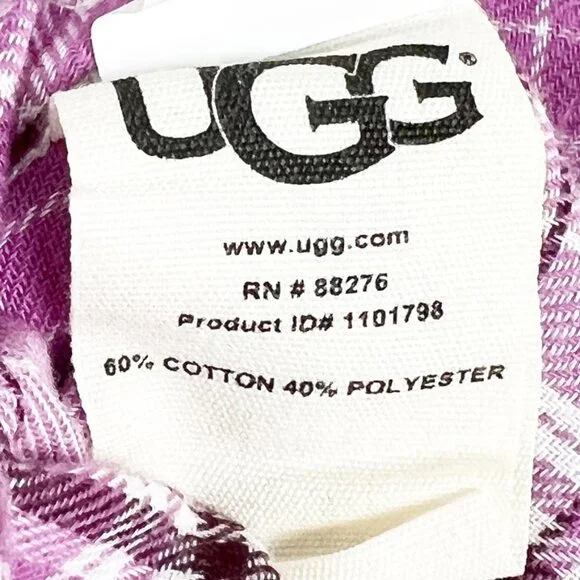 UGG®
www.ugg.com
RN # 88276
Product ID# 1101798
60% COTTON 40% POLYESTER